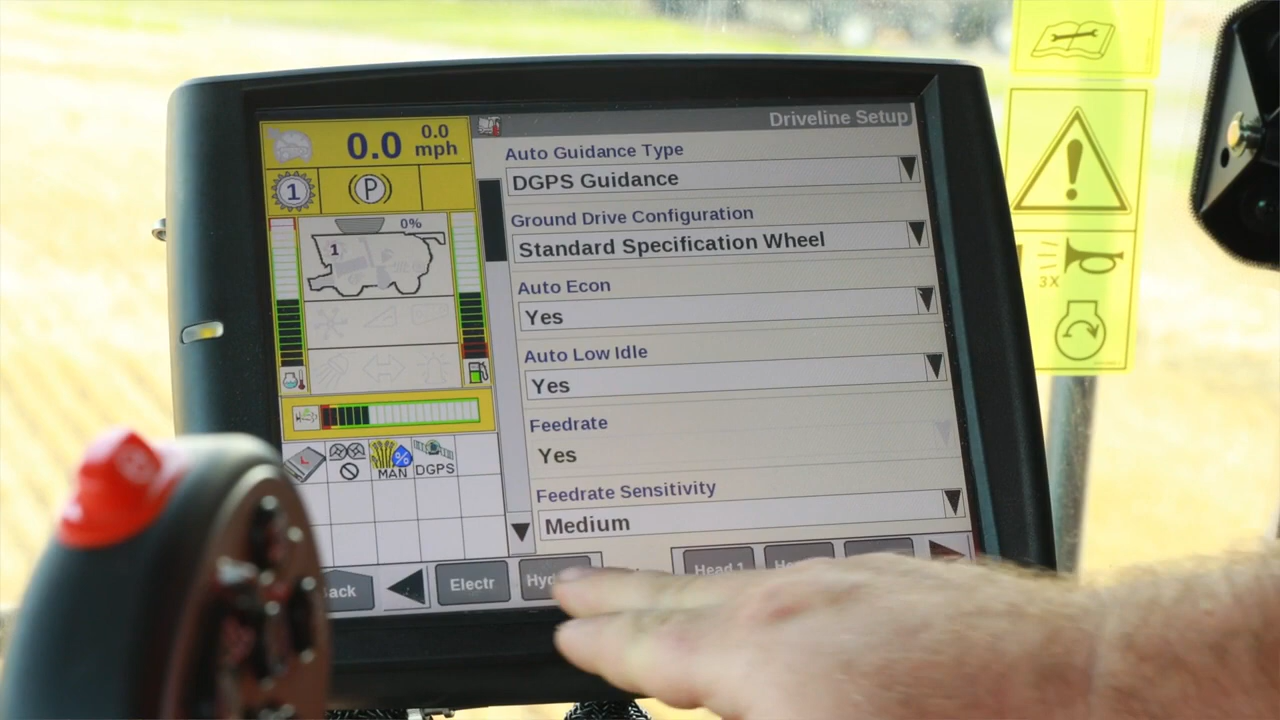 0.0
0.0
mph
Driveline Setup
1
P
Auto Guidance Type
DGPS Guidance
Ground Drive Configuration
0%
1
Standard Specification Wheel
3X
Auto Econ
Yes
Auto Low Idle
Yes
Feedrate
Yes
MAN
DGPS
Feedrate Sensitivity
Medium
Electr
Head 1